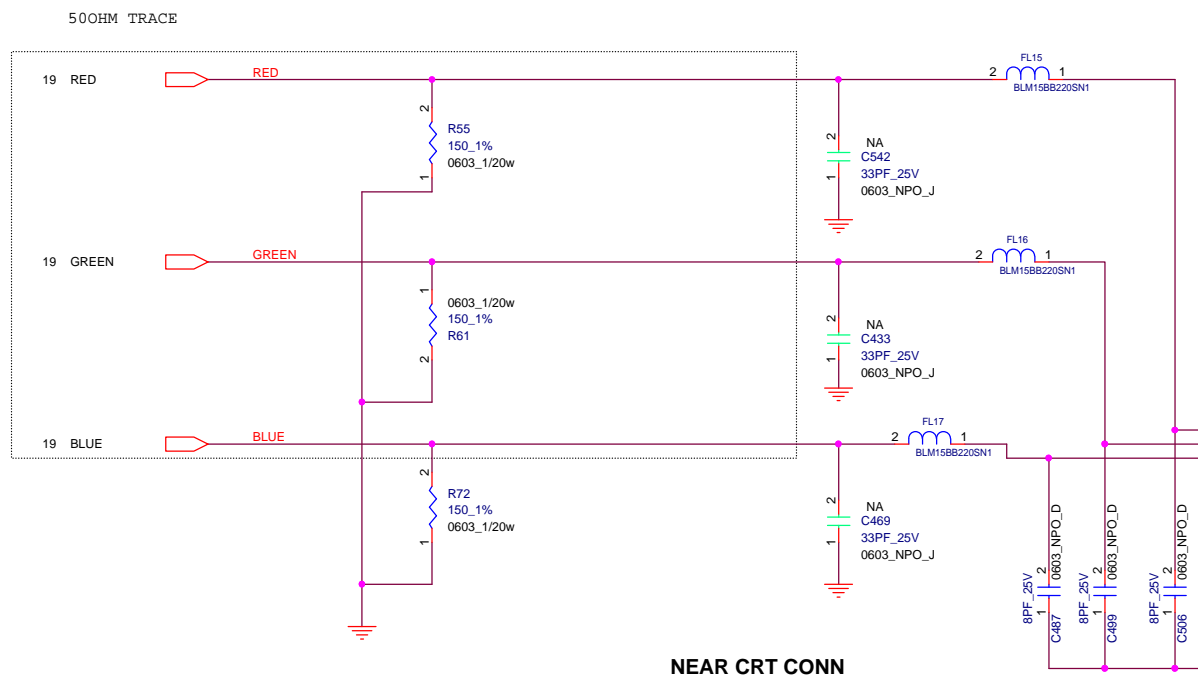 50OHM TRACE
19 RED
RED
2
R55
150_1%
0603_1/20w
1
2
NA
C542
33PF_25V
0603_NPO_J
1
FL15
2 1
BLM15BB220SN1
19 GREEN
GREEN
1
0603_1/20w
150_1%
R61
2
2
NA
C433
33PF_25V
0603_NPO_J
1
FL16
2 1
BLM15BB220SN1
19 BLUE
BLUE
2
R72
150_1%
0603_1/20w
1
2
NA
C469
33PF_25V
0603_NPO_J
1
FL17
2 1
BLM15BB220SN1
8PF_25V
1 2
C487
0603_NPO_D
8PF_25V
1 2
C499
0603_NPO_D
8PF_25V
1 2
C506
0603_NPO_D
NEAR CRT CONN